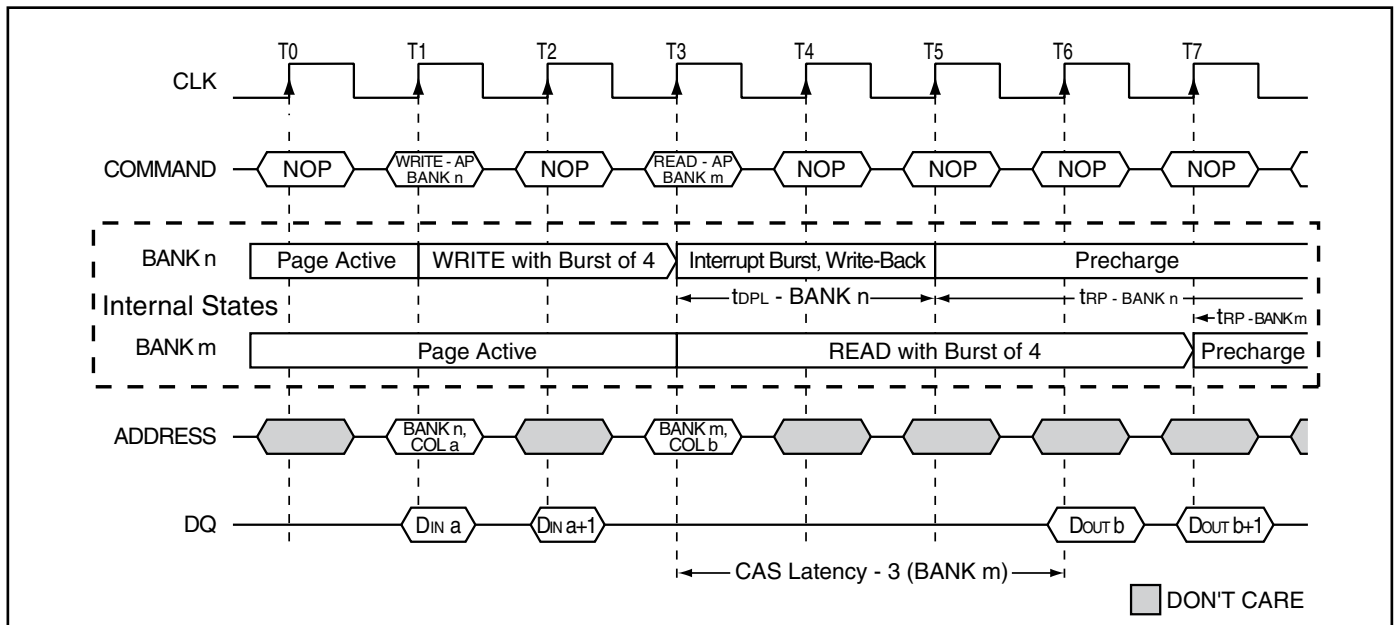 T0 T1 T2 T3 T4 T5 T6 T7
CLK
COMMAND NOP WRITE - AP BANK n NOP READ - AP BANK m NOP NOP NOP NOP
BANK n Page Active WRITE with Burst of 4 Interrupt Burst, Write-Back Precharge
tDPL - BANK n tRP - BANK n
Internal States
tRP - BANK m
BANK m Page Active READ with Burst of 4 Precharge
ADDRESS BANK n, COL a BANK m, COL b
DQ DIN a DIN a+1 DOUT b DOUT b+1
CAS Latency - 3 (BANK m)
DON'T CARE